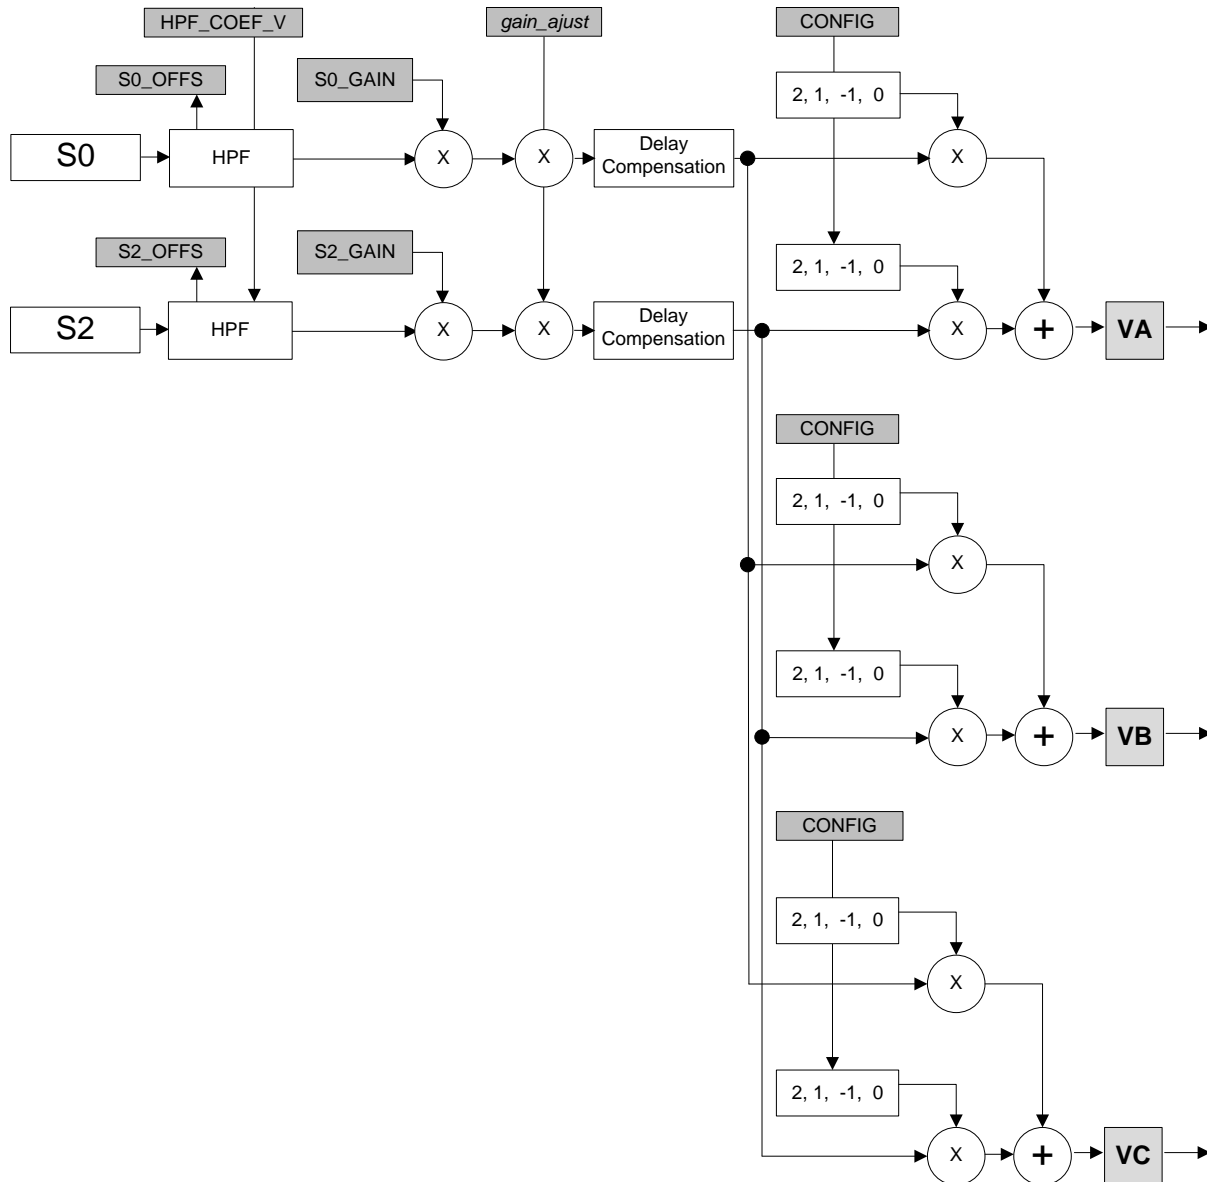 HPF_COEF_V
gain_ajust
CONFIG
S0_OFFS
S0_GAIN
2, 1, -1, 0
S0
HPF
X
X
Delay
Compensation
X
S2_OFFS
S2_GAIN
2, 1, -1, 0
S2
HPF
X
X
Delay
Compensation
X
+
VA
CONFIG
2, 1, -1, 0
X
2, 1, -1, 0
X
+
VB
CONFIG
2, 1, -1, 0
X
2, 1, -1, 0
X
+
VC